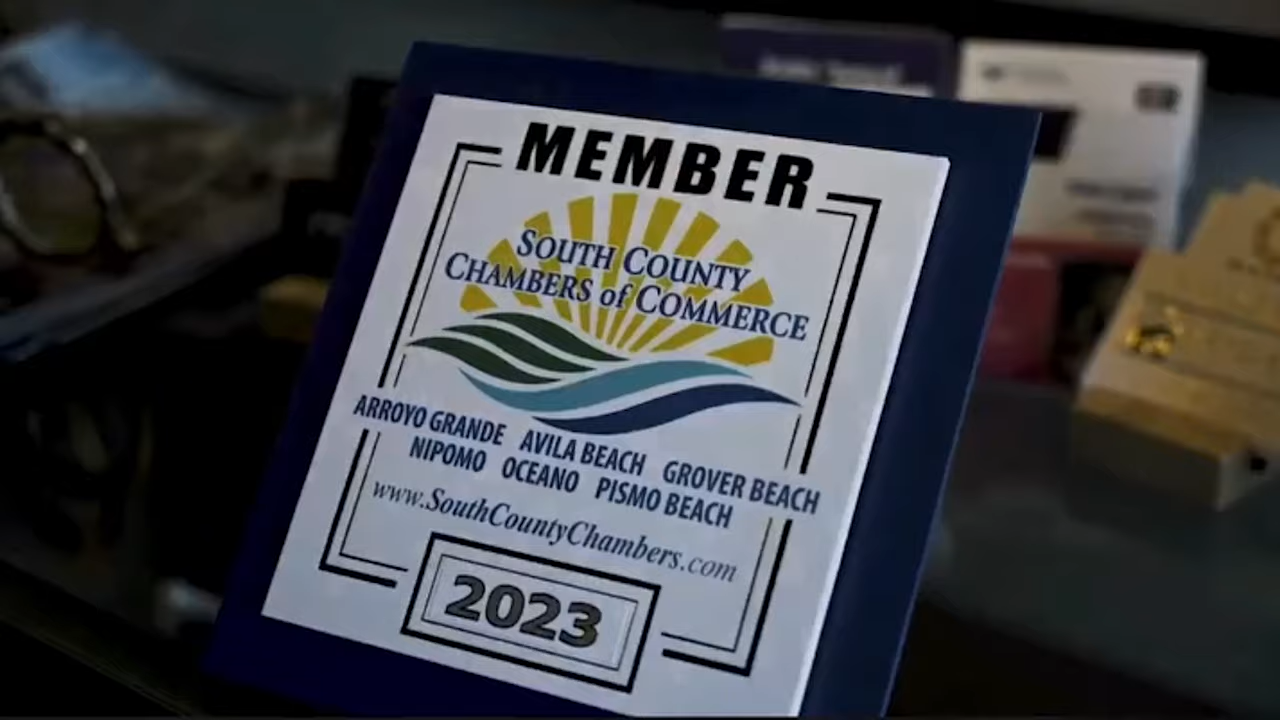 MEMBER
SOUTH COUNTY
CHAMBERS of COMMERCE
ARROYO GRANDE AVILA BEACH GROVER BEACH
NIPOMO OCEANO PISMO BEACH
www.SouthCountyChambers.com
2023